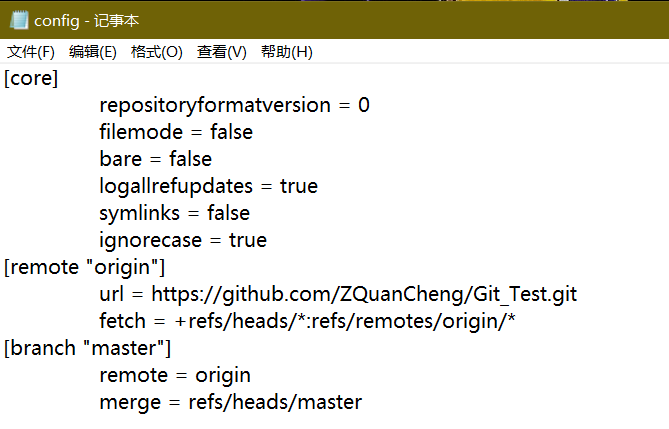 config - 记事本
文件(F) 编辑(E) 格式(O) 查看(V) 帮助(H)
[core]
repositoryformatversion = 0
filemode = false
bare = false
logallrefupdates = true
symlinks = false
ignorecase = true
[remote "origin"]
url = https://github.com/ZQuanCheng/Git_Test.git
fetch = +refs/heads/*:refs/remotes/origin/*
[branch "master"]
remote = origin
merge = refs/heads/master